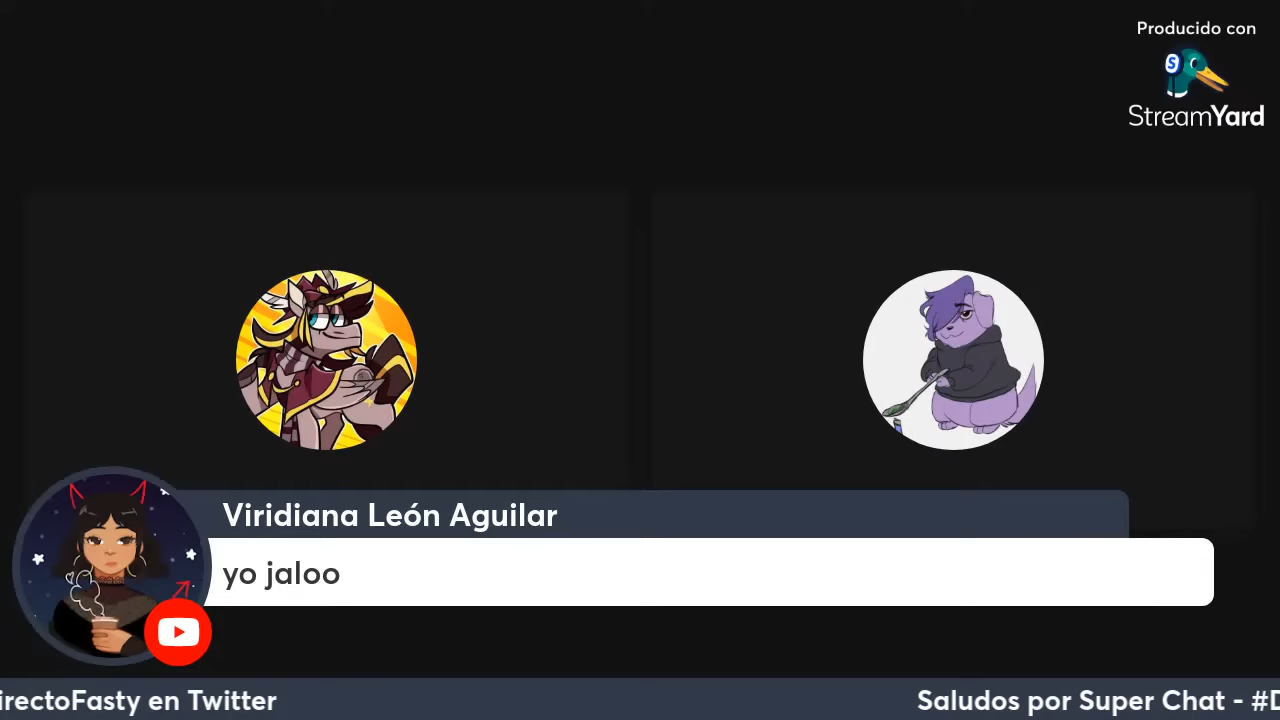 Producido con
S
StreamYard
Viridiana León Aguilar
yo jaloo
irectoFasty en Twitter
Saludos por Super Chat - #D